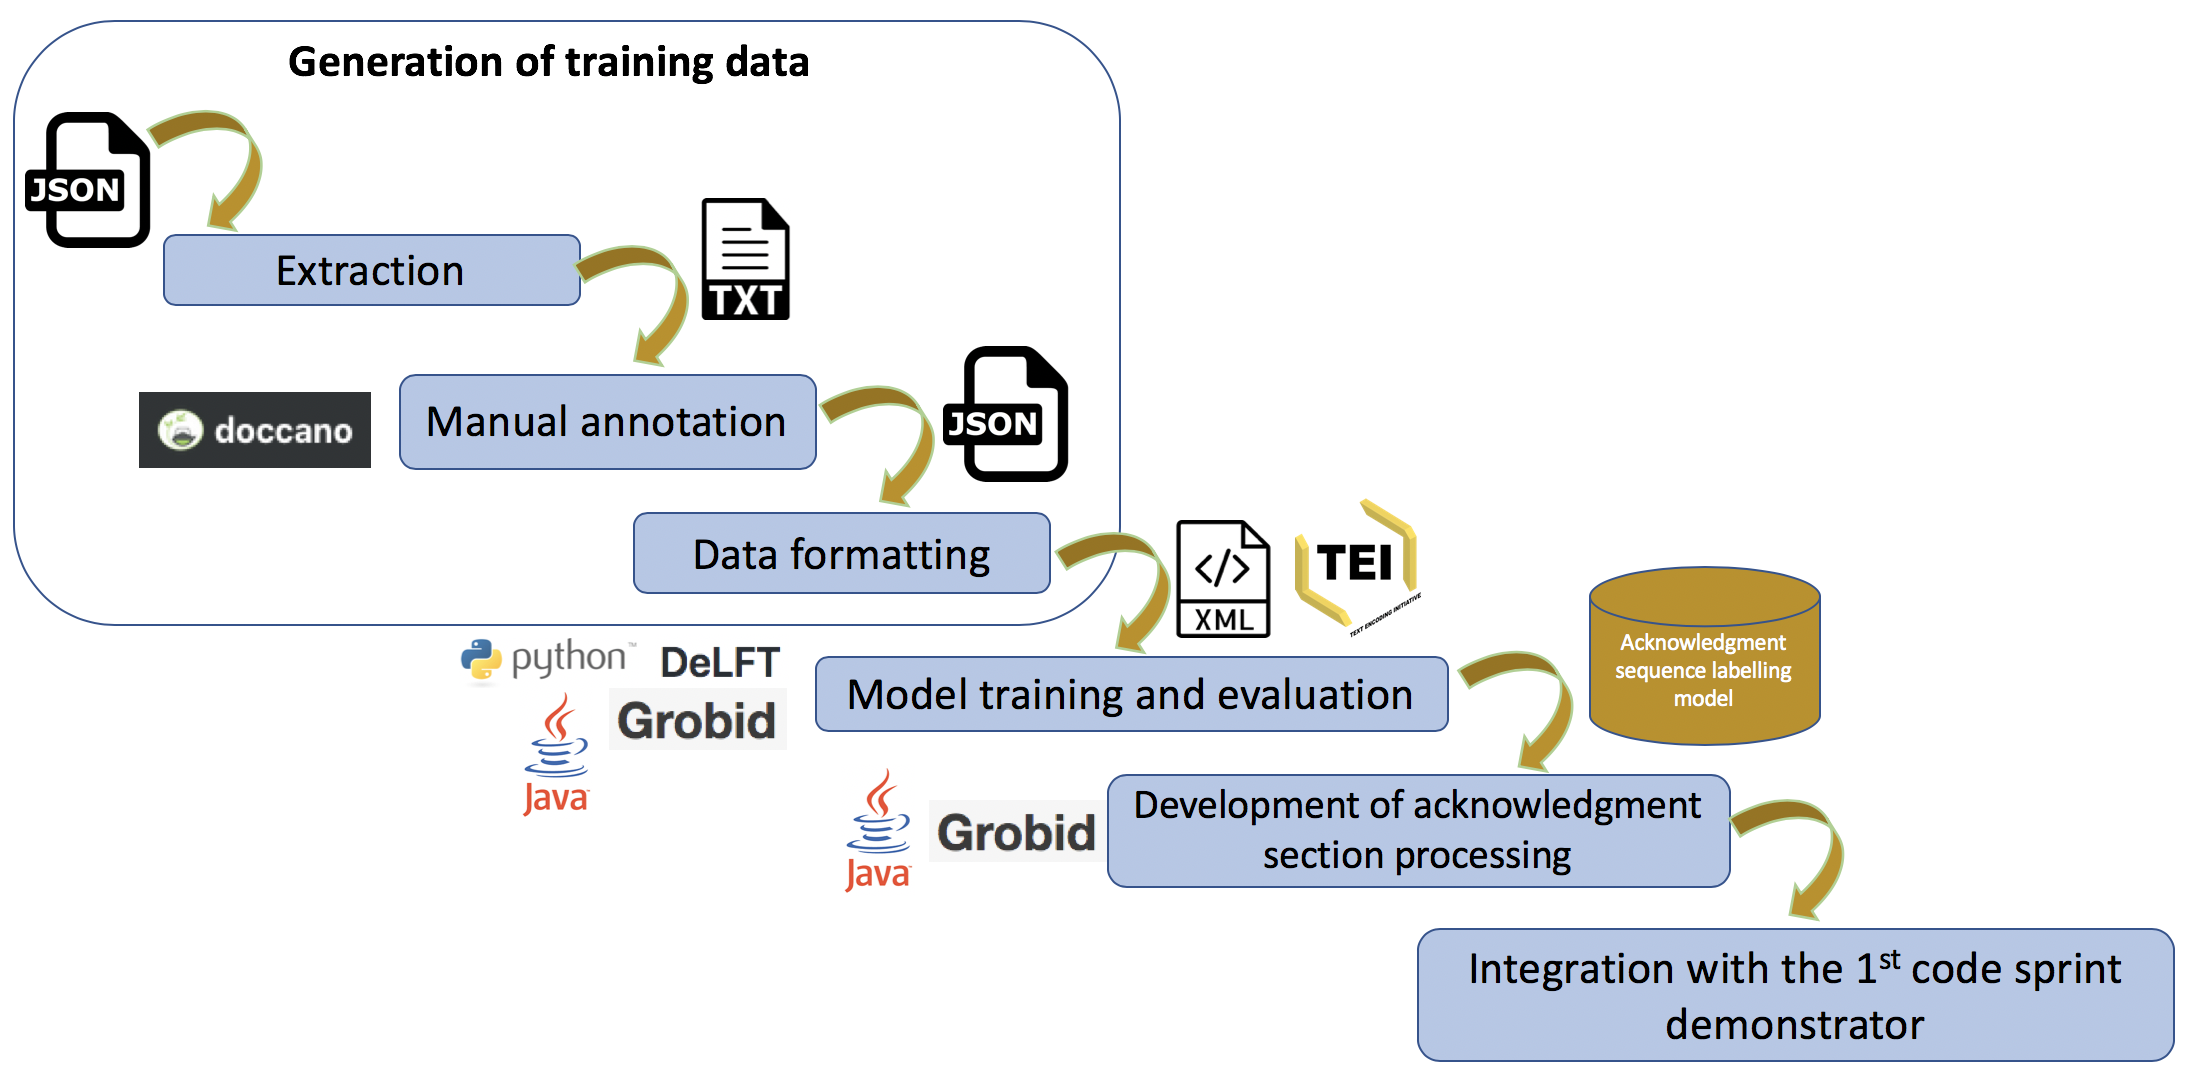 Generation of training data
JSON
Extraction
TXT
doccano
Manual annotation
JSON
Data formatting
XML
TEI
TEXT ENCODING INITIATIVE
python™
DeLFT
Grobid
Java
Model training and evaluation
Acknowledgment
sequence labelling
model
Java
Grobid
Development of acknowledgment
section processing
Integration with the 1st code sprint
demonstrator